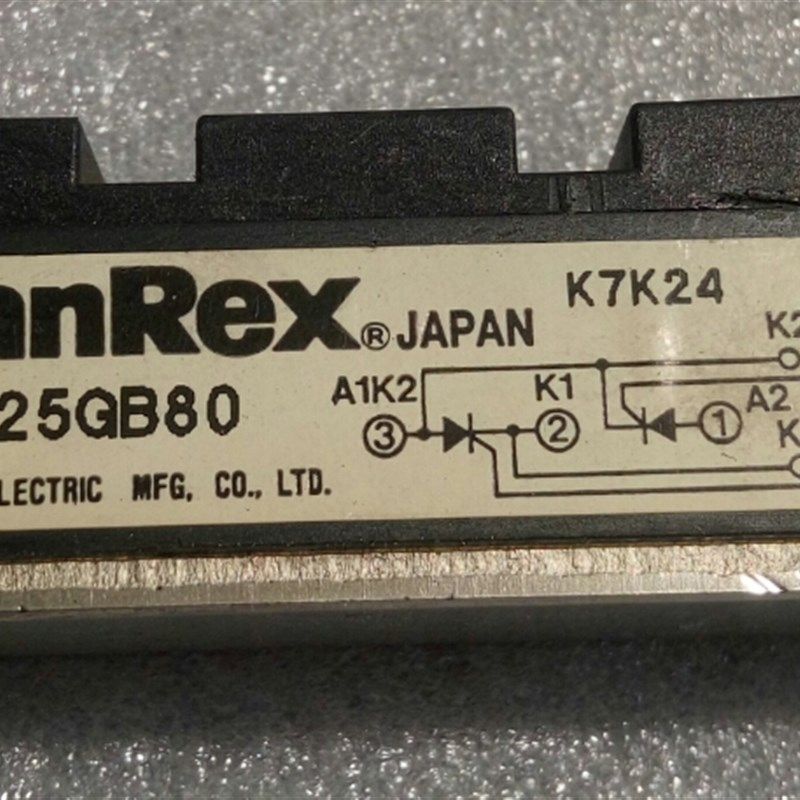 anRex® JAPAN K7K24
25GB80
LECTRIC MFG, CO., LTD.
A1K2 K1 K2
③ ② ① A2
K